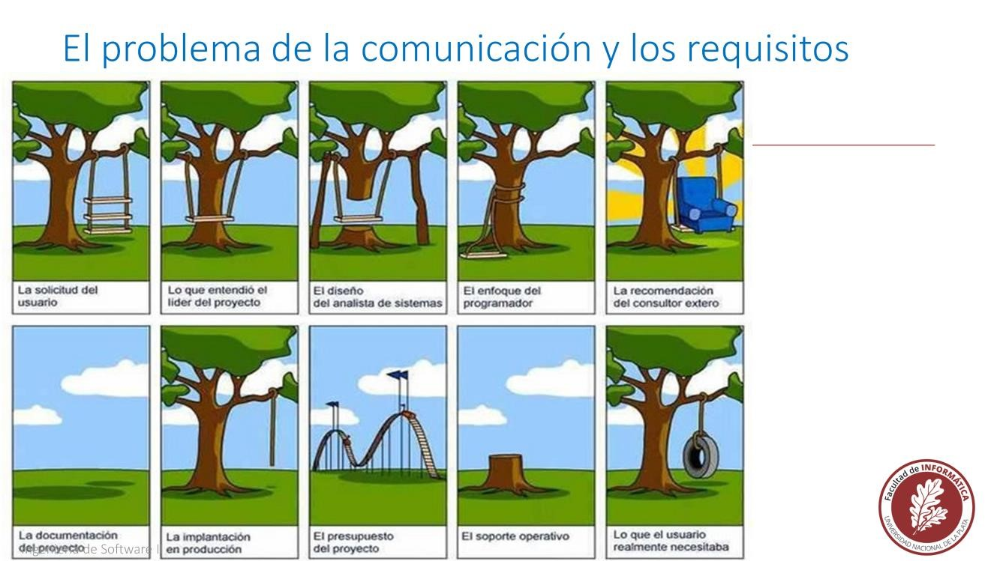 El problema de la comunicación y los requisitos
La solicitud del
usuario
Lo que entendió el
líder del proyecto
El diseño
del analista de sistemas
El enfoque del
programador
La recomendación
del consultor extero
La documentación
del proyecto
La implantación
en producción
El presupuesto
del proyecto
El soporte operativo
Lo que el usuario
realmente necesitaba
Ingeniería de Software I
Facultad de INFORMÁTICA
UNIVERSIDAD NACIONAL DE LA PLATA